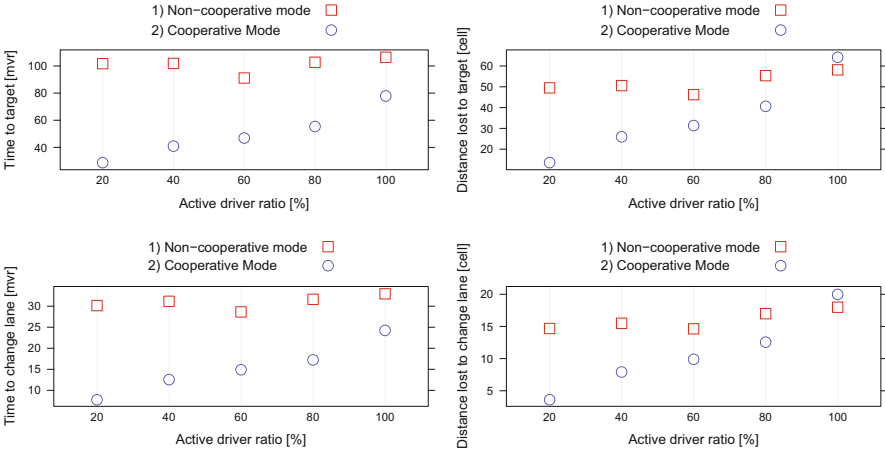 1) Non-cooperative mode
2) Cooperative Mode
Time to target [mvr]
100
80
60
40
20 40 60 80 100
Active driver ratio [%]
1) Non-cooperative mode
2) Cooperative Mode
Distance lost to target [cell]
60
50
40
30
20
20 40 60 80 100
Active driver ratio [%]
1) Non-cooperative mode
2) Cooperative Mode
Time to change lane [mvr]
30
25
20
15
10
20 40 60 80 100
Active driver ratio [%]
1) Non-cooperative mode
2) Cooperative Mode
Distance lost to change lane [cell]
20
15
10
5
20 40 60 80 100
Active driver ratio [%]